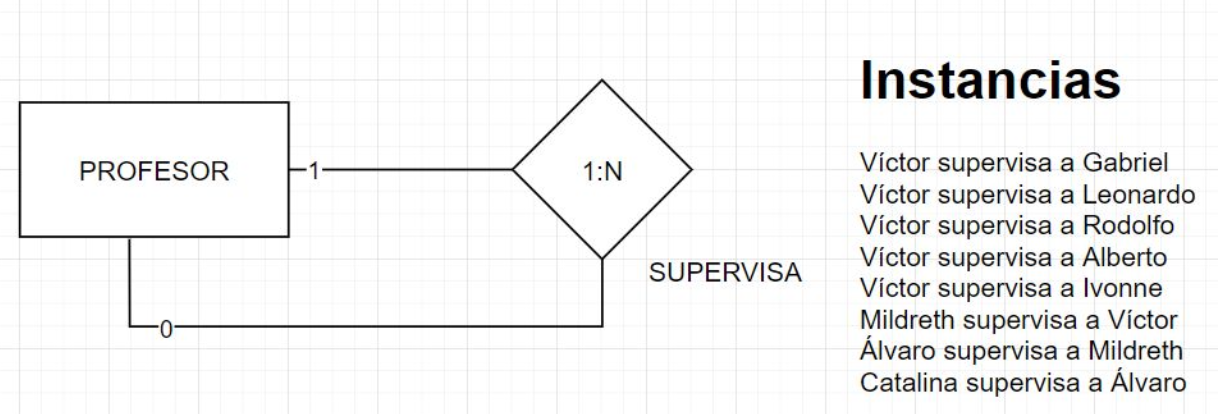 PROFESOR
1
1:N
SUPERVISA
0
Instancias
Víctor supervisa a Gabriel
Víctor supervisa a Leonardo
Víctor supervisa a Rodolfo
Víctor supervisa a Alberto
Víctor supervisa a Ivonne
Mildreth supervisa a Víctor
Álvaro supervisa a Mildreth
Catalina supervisa a Álvaro